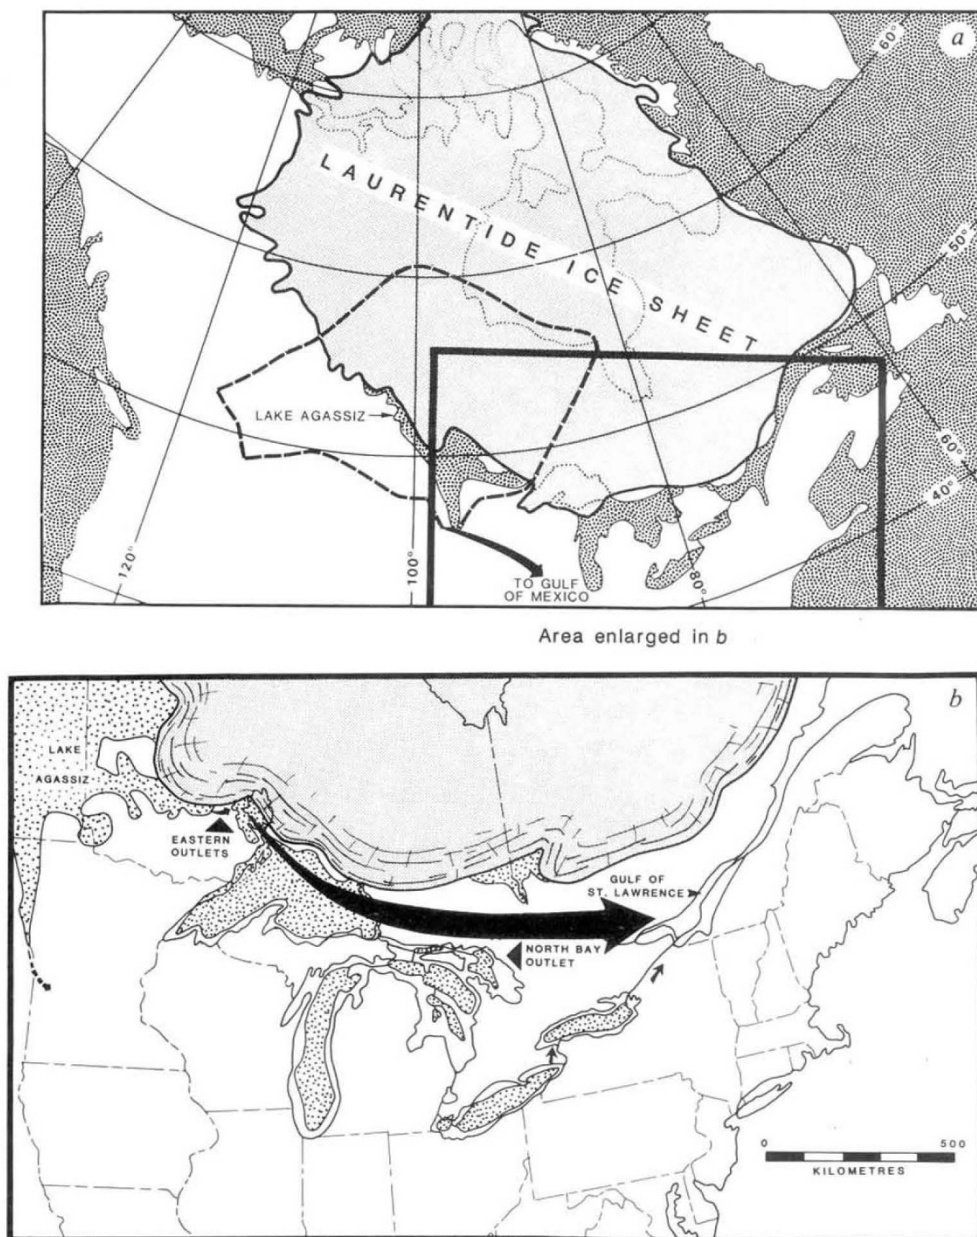 a
60°
LAURENTIDE ICE SHEET
50°
LAKE AGASSIZ
60°
40°
120°
100°
80°
TO GULF
OF MEXICO
Area enlarged in b
b
LAKE
AGASSIZ
EASTERN
OUTLETS
GULF OF
ST. LAWRENCE
NORTH BAY
OUTLET
0 500
KILOMETRES